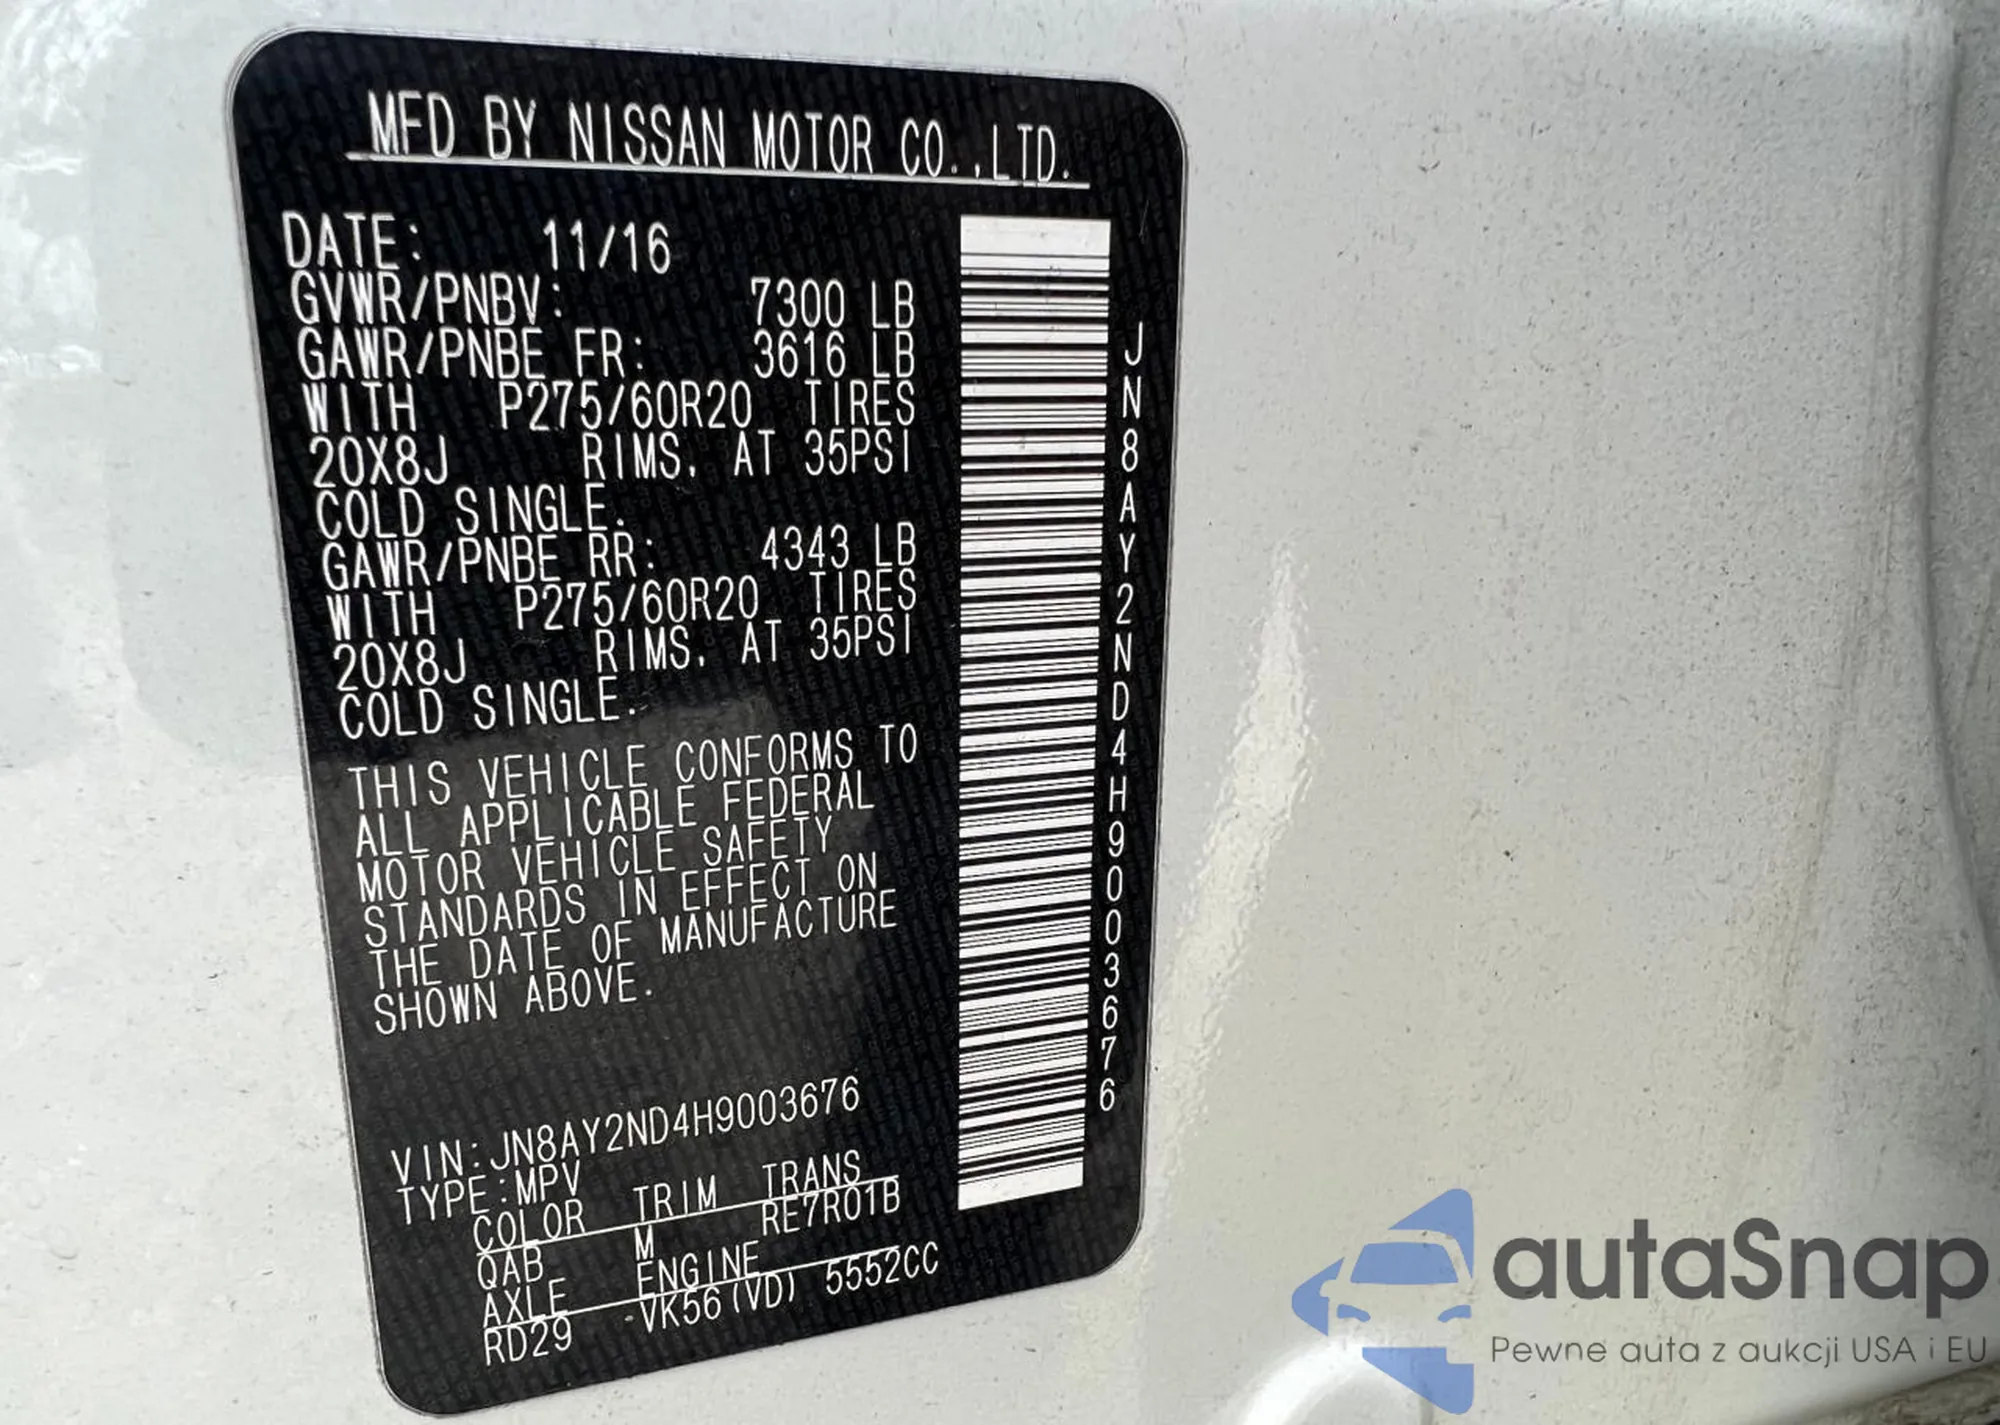 MFD BY NISSAN MOTOR CO.,LTD.
DATE: 11/16
GVWR/PNBV: 7300 LB
GAWR/PNBE FR: 3616 LB
WITH P275/60R20 TIRES
20X8J RIMS. AT 35PSI
COLD SINGLE.
GAWR/PNBE RR: 4343 LB
WITH P275/60R20 TIRES
20X8J RIMS. AT 35PSI
COLD SINGLE.
THIS VEHICLE CONFORMS TO
ALL APPLICABLE FEDERAL
MOTOR VEHICLE SAFETY
STANDARDS IN EFFECT ON
THE DATE OF MANUFACTURE
SHOWN ABOVE.
VIN:JN8AY2ND4H9003676
TYPE:MPV
COLOR TRIM TRANS
QAB M RE7R01B
AXLE ENGINE
RD29 VK56(VD) 5552CC
JN8AY2ND4H9003676
autaSnap
Pewne auta z aukcji USA i EU